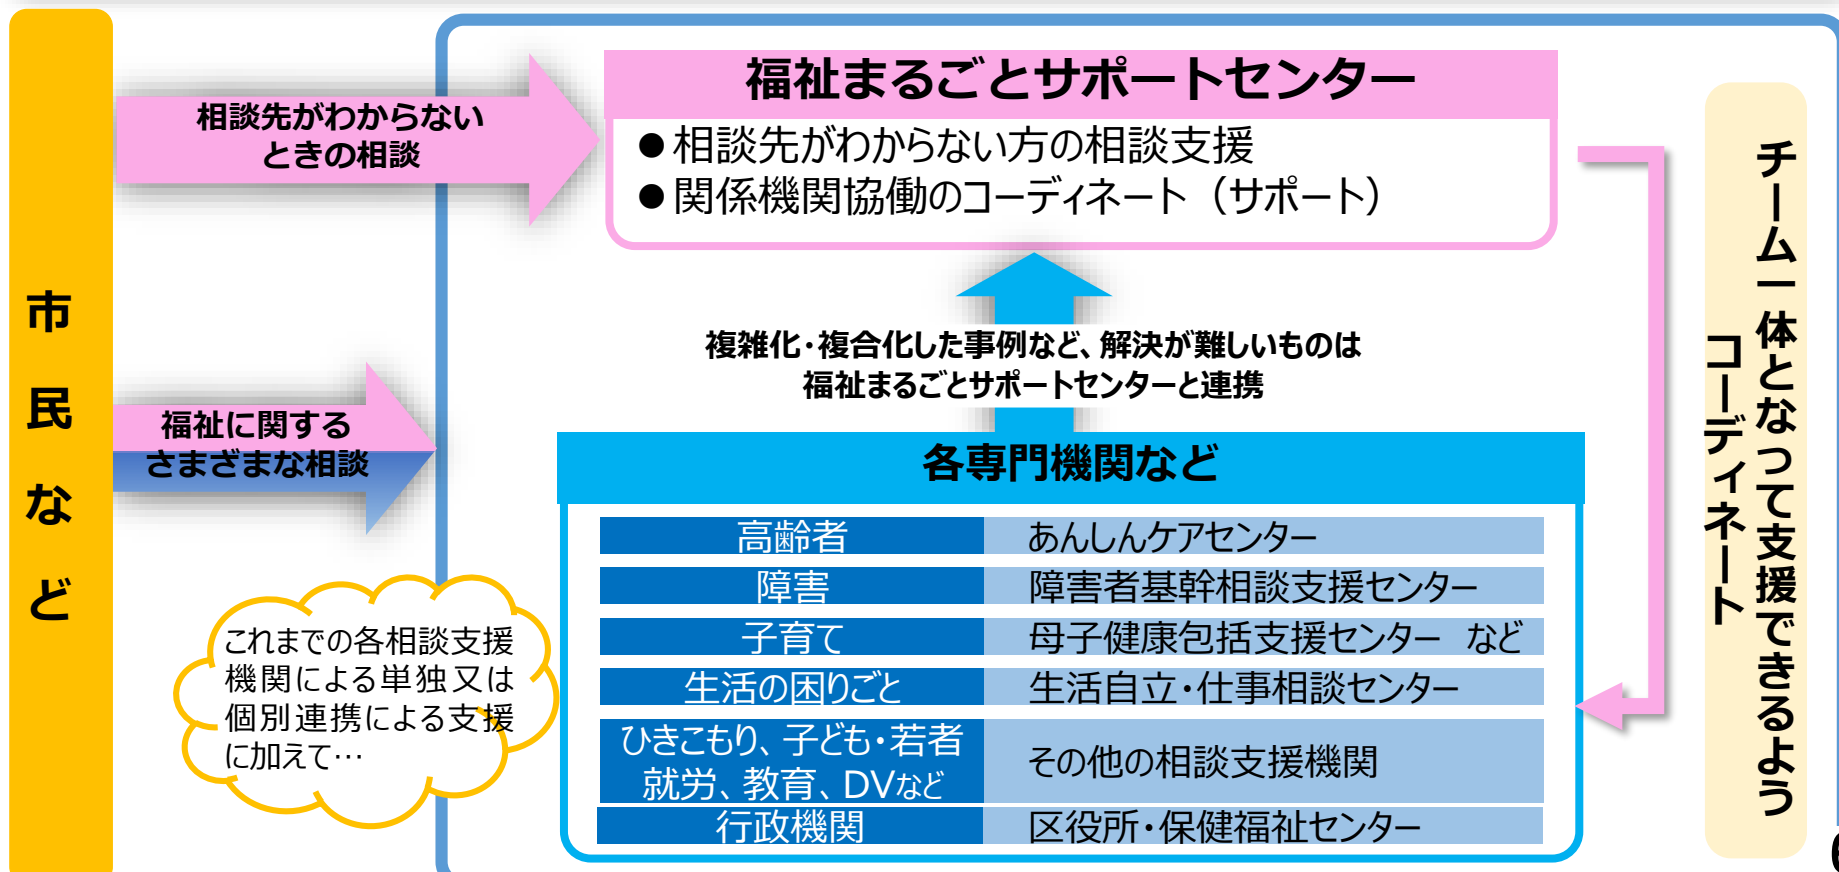 市民など
相談先がわからない
ときの相談
福祉に関する
さまざまな相談
これまでの各相談支援
機関による単独又は
個別連携による支援
に加えて…
福祉まるごとサポートセンター
●相談先がわからない方の相談支援
●関係機関協働のコーディネート（サポート）
複雑化・複合化した事例など、解決が難しいものは
福祉まるごとサポートセンターと連携
各専門機関など
高齢者 あんしんケアセンター
障害 障害者基幹相談支援センター
子育て 母子健康包括支援センター など
生活の困りごと 生活自立・仕事相談センター
ひきこもり、子ども・若者
就労、教育、DVなど
その他の相談支援機関
行政機関 区役所・保健福祉センター
チーム一体となって支援できるよう
コーディネート